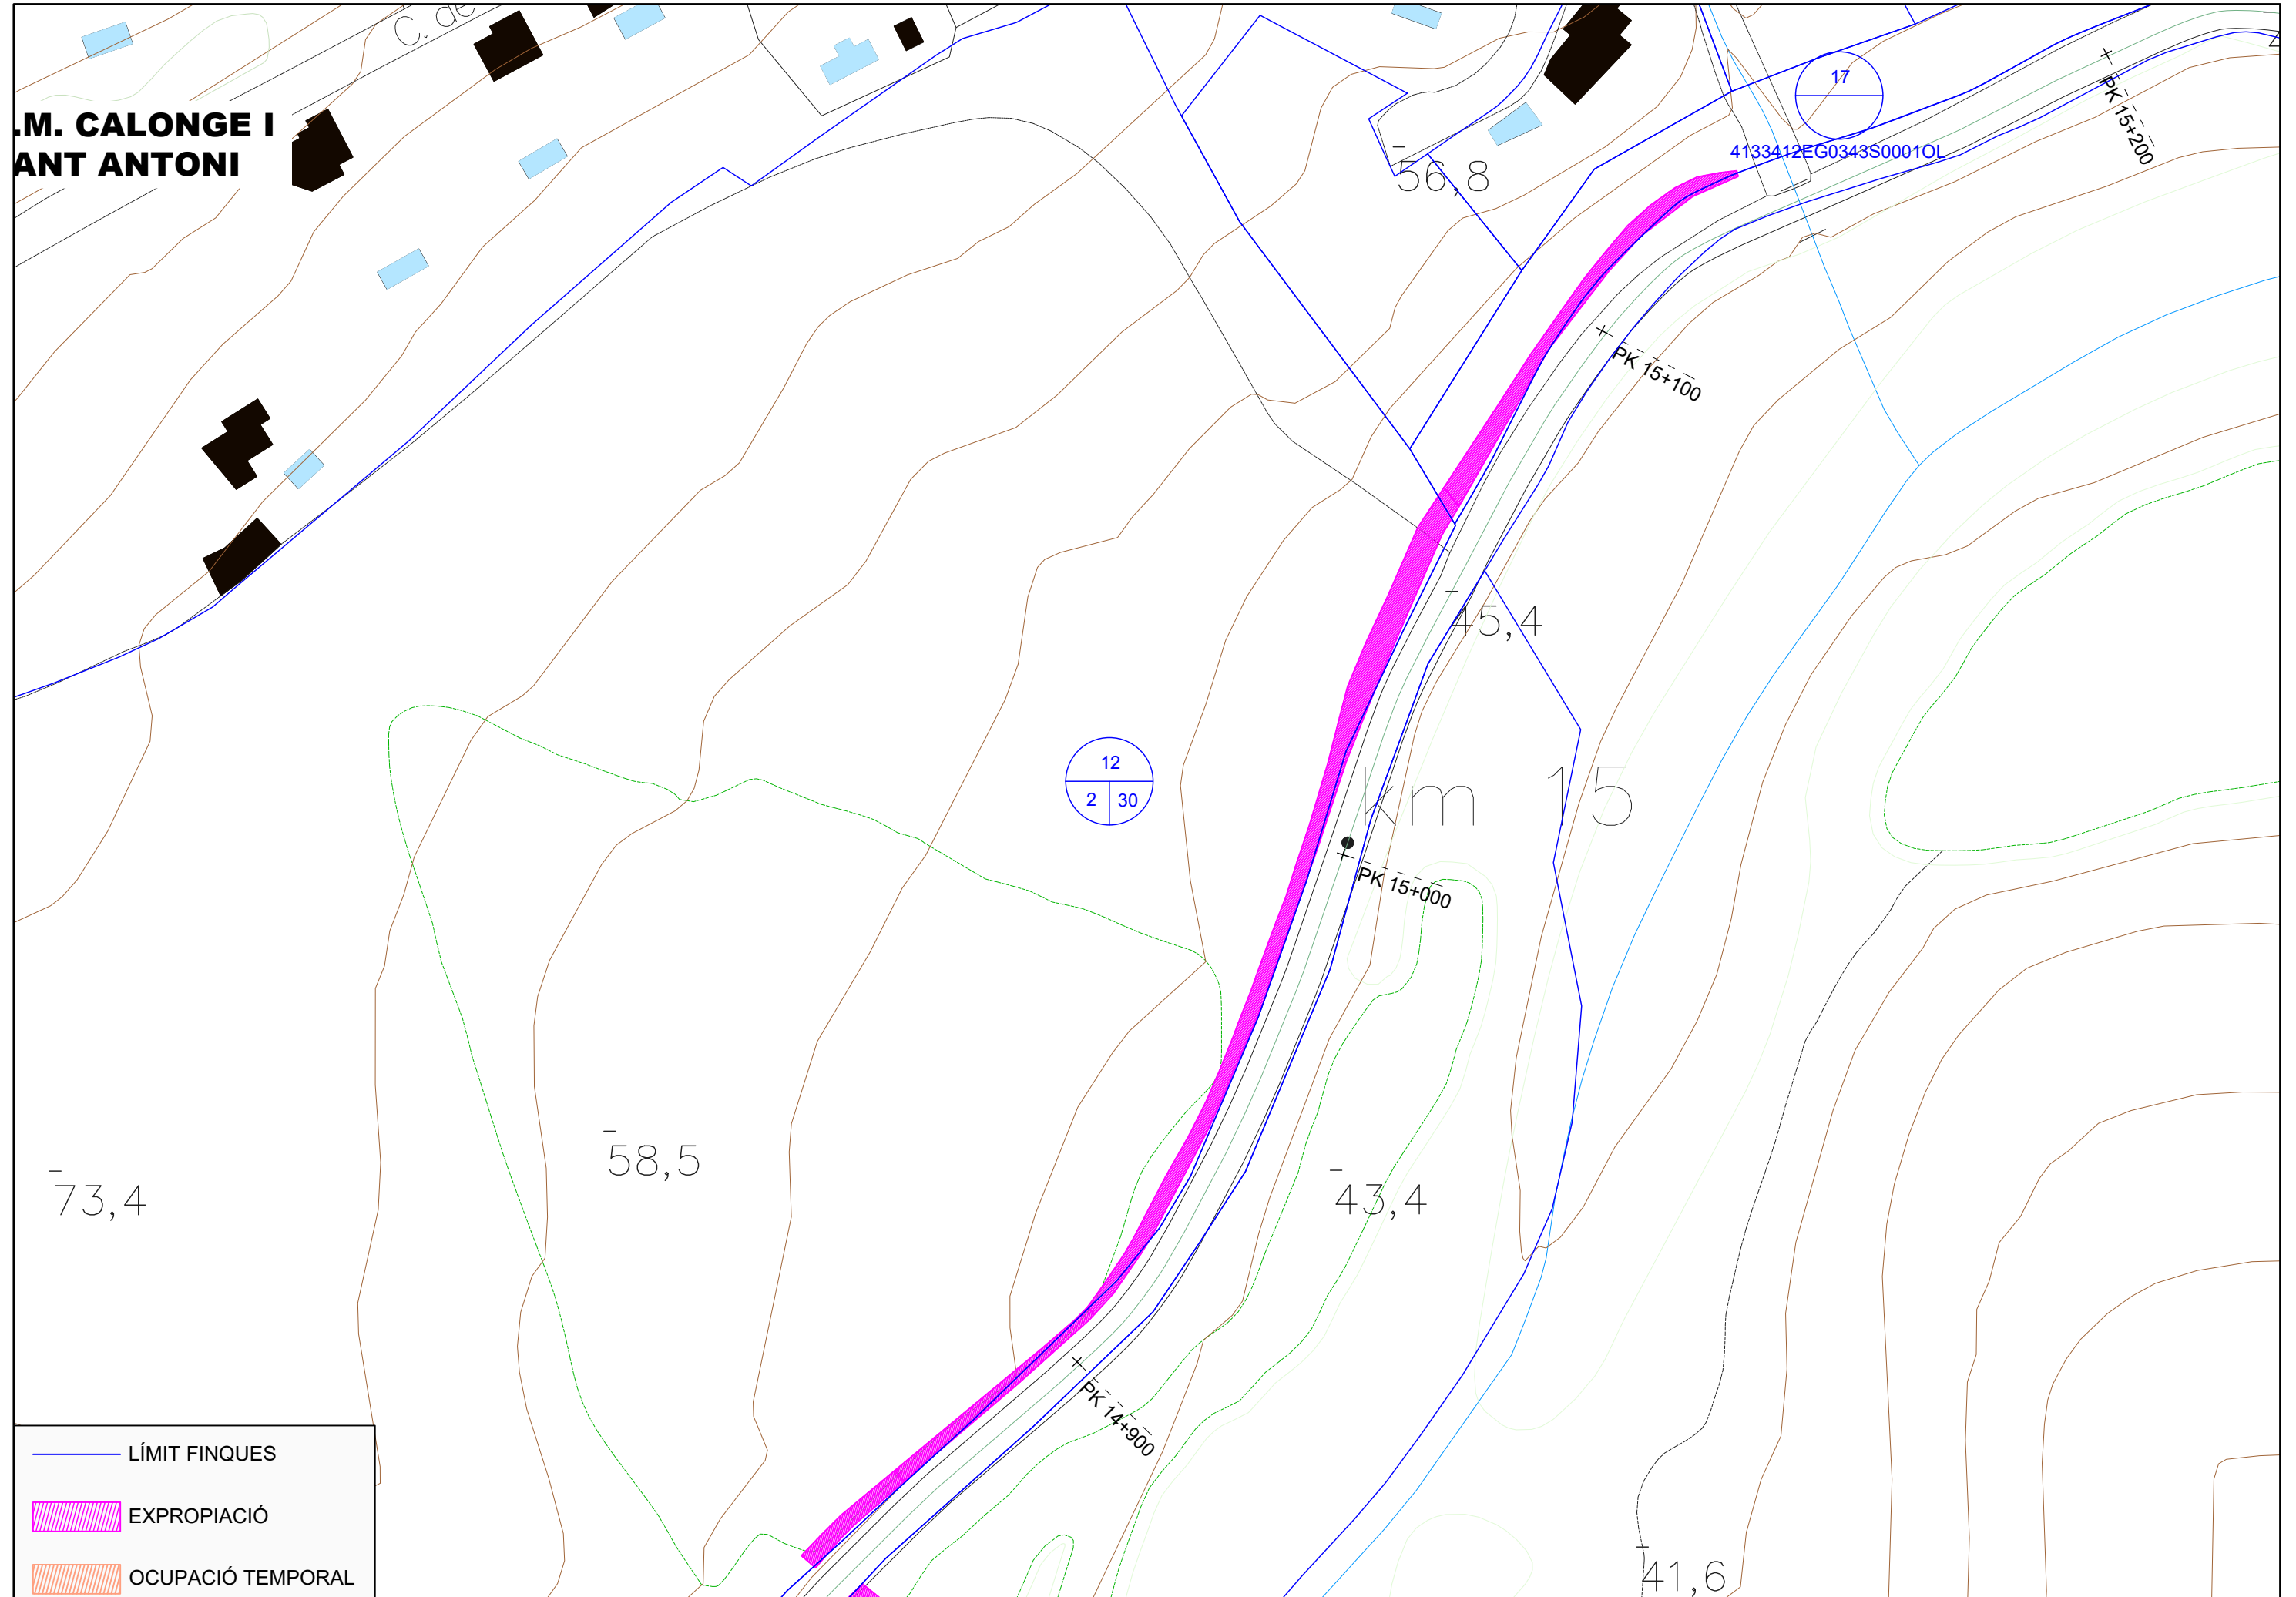 C. de
.M. CALONGE I
ANT ANTONI
17
4133412EG0343S0001OL
PK 15+200
56,8
PK 15+100
45,4
12
2 30
km 15
PK 15+000
58,5
73,4
43,4
PK 14+900
LÍMIT FINQUES
EXPROPIACIÓ
OCUPACIÓ TEMPORAL
41,6